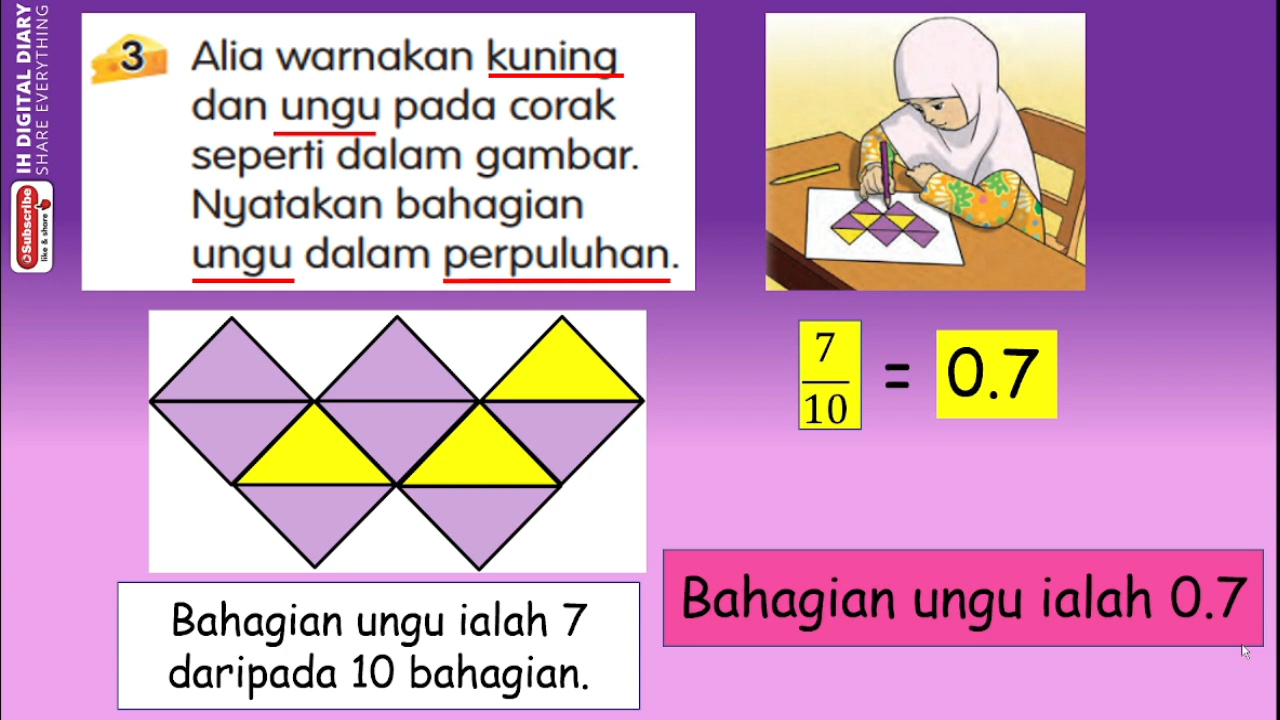 IH DIGITAL DIARY
SHARE EVERYTHING
Subscribe
like & share
3
Alia warnakan kuning
dan ungu pada corak
seperti dalam gambar.
Nyatakan bahagian
ungu dalam perpuluhan.
7
10
= 0.7
Bahagian ungu ialah 7
daripada 10 bahagian.
Bahagian ungu ialah 0.7